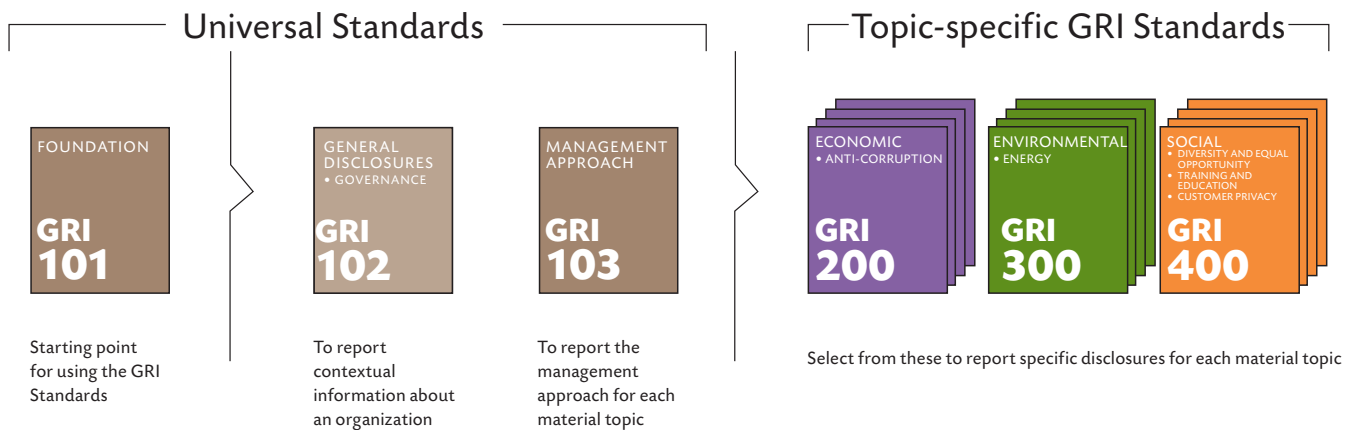 Universal Standards
Topic-specific GRI Standards
FOUNDATION
GRI
101
GENERAL
DISCLOSURES
• GOVERNANCE
GRI
102
MANAGEMENT
APPROACH
GRI
103
ECONOMIC
• ANTI-CORRUPTION
GRI
200
ENVIRONMENTAL
• ENERGY
GRI
300
SOCIAL
• DIVERSITY AND EQUAL
OPPORTUNITY
• TRAINING AND
EDUCATION
• CUSTOMER PRIVACY
GRI
400
Starting point
for using the GRI
Standards
To report
contextual
information about
an organization
To report the
management
approach for each
material topic
Select from these to report specific disclosures for each material topic